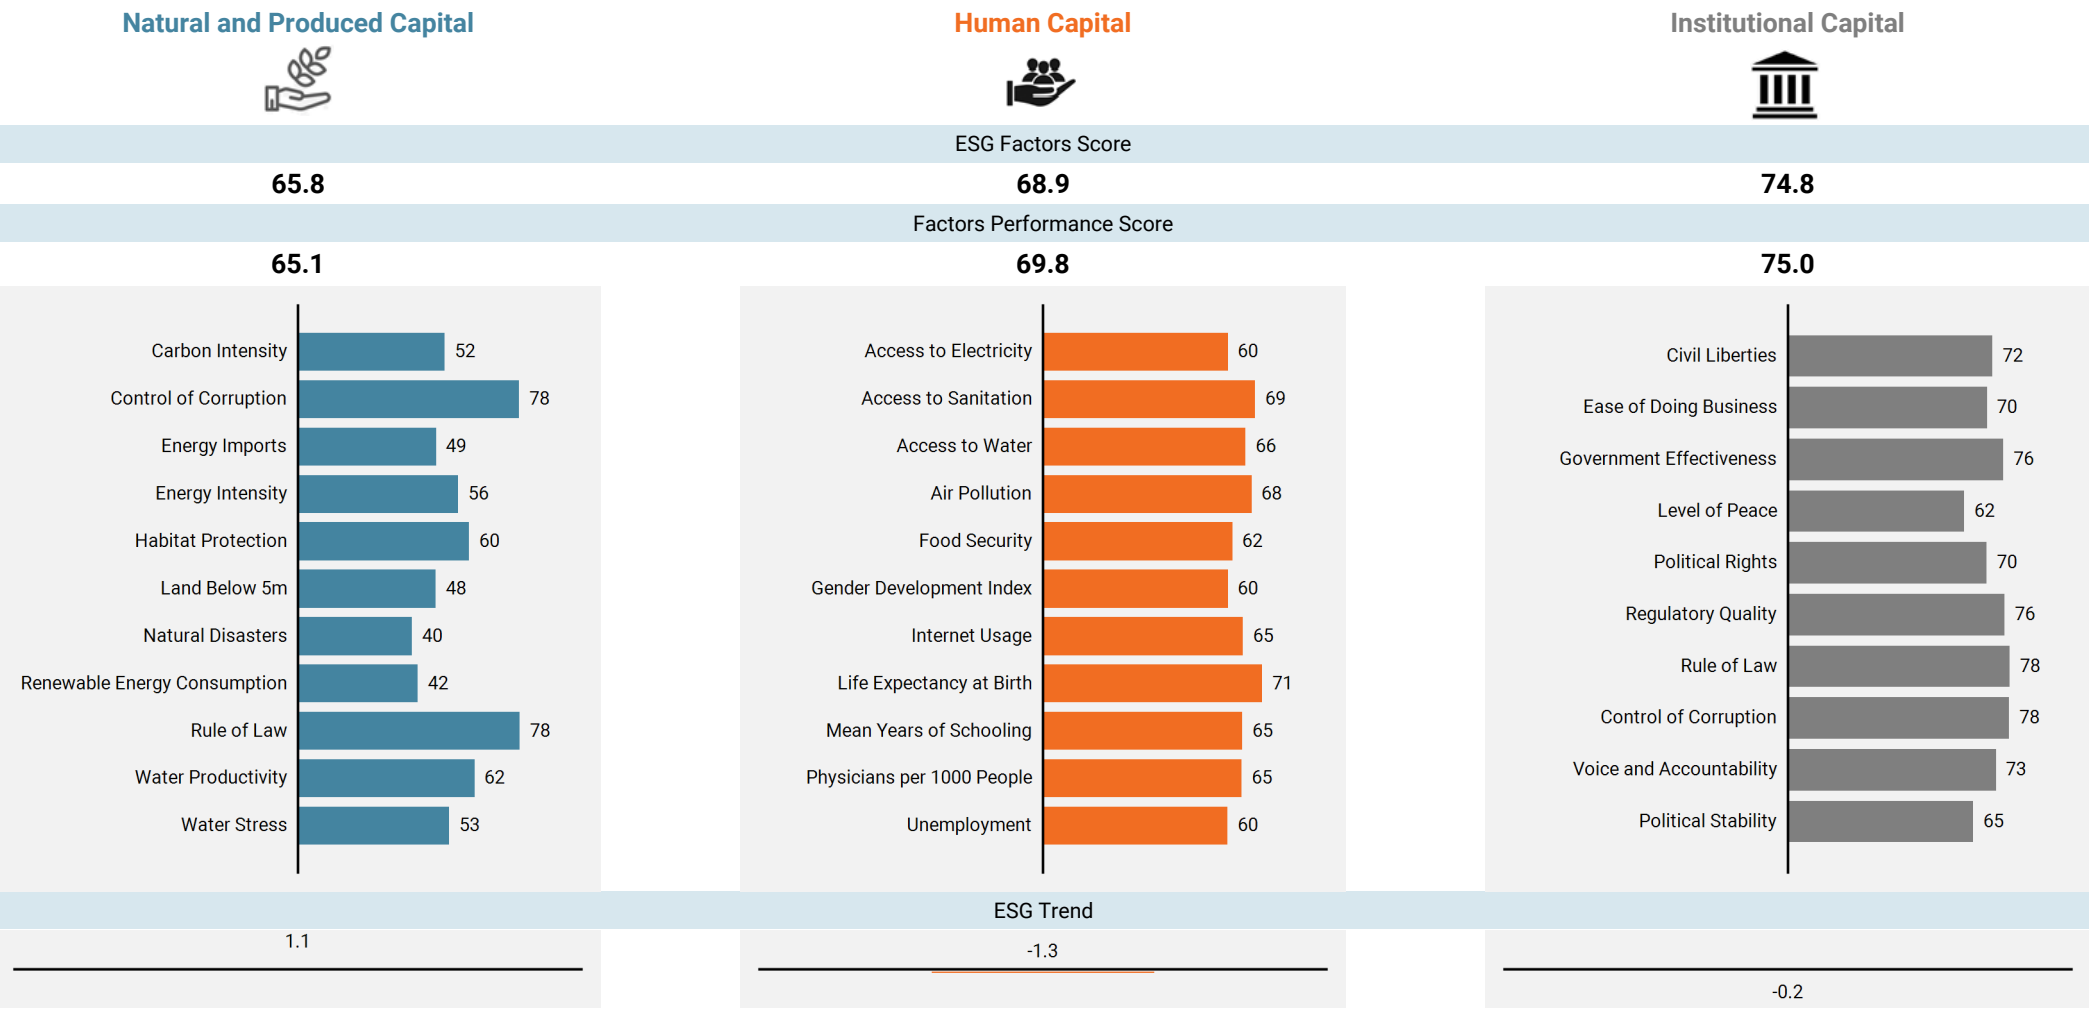 Natural and Produced Capital
Human Capital
Institutional Capital
ESG Factors Score
65.8
68.9
74.8
Factors Performance Score
65.1
69.8
75.0
Carbon Intensity 52
Control of Corruption 78
Energy Imports 49
Energy Intensity 56
Habitat Protection 60
Land Below 5m 48
Natural Disasters 40
Renewable Energy Consumption 42
Rule of Law 78
Water Productivity 62
Water Stress 53
Access to Electricity 60
Access to Sanitation 69
Access to Water 66
Air Pollution 68
Food Security 62
Gender Development Index 60
Internet Usage 65
Life Expectancy at Birth 71
Mean Years of Schooling 65
Physicians per 1000 People 65
Unemployment 60
Civil Liberties 72
Ease of Doing Business 70
Government Effectiveness 76
Level of Peace 62
Political Rights 70
Regulatory Quality 76
Rule of Law 78
Control of Corruption 78
Voice and Accountability 73
Political Stability 65
ESG Trend
1.1
-1.3
-0.2